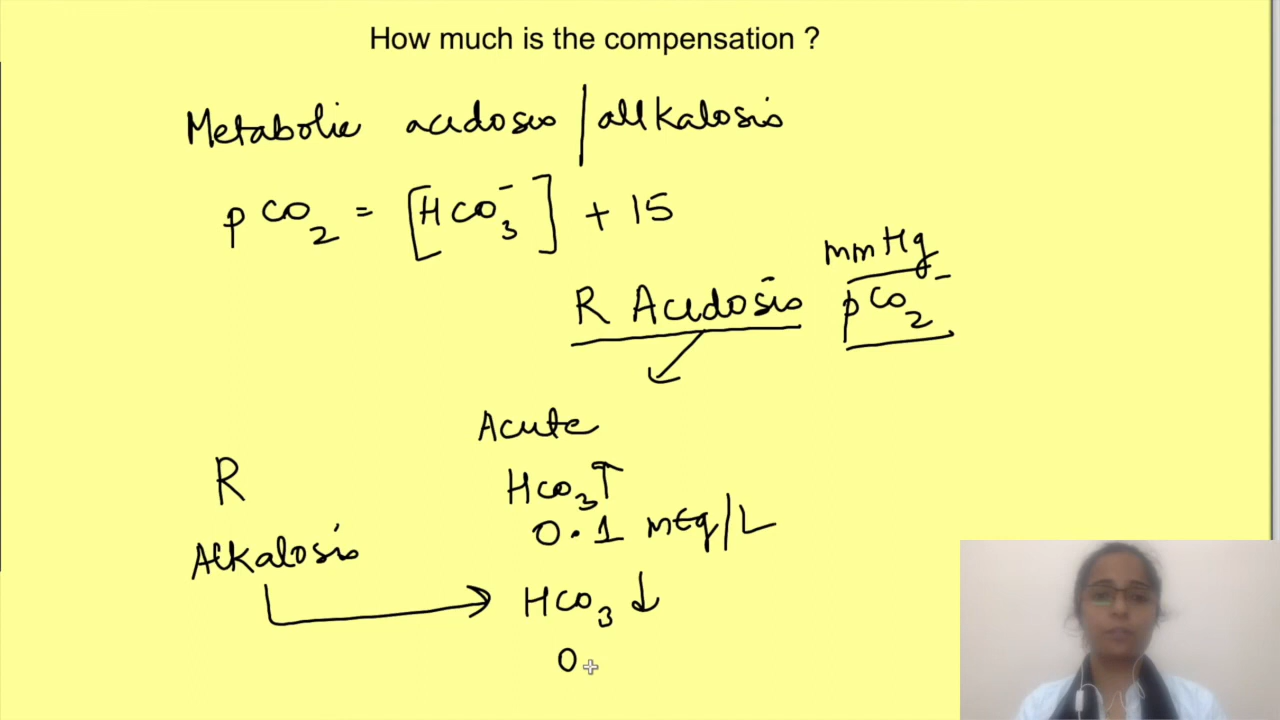 How much is the compensation ?
Metabolic acidosis / alkalosis
pCO2 = [HCO3-] + 15
mmHg
R Acidosis pCO2
Acute
R HCO3↑
0.1 mEq/L
Alkalosis
HCO3↓
0